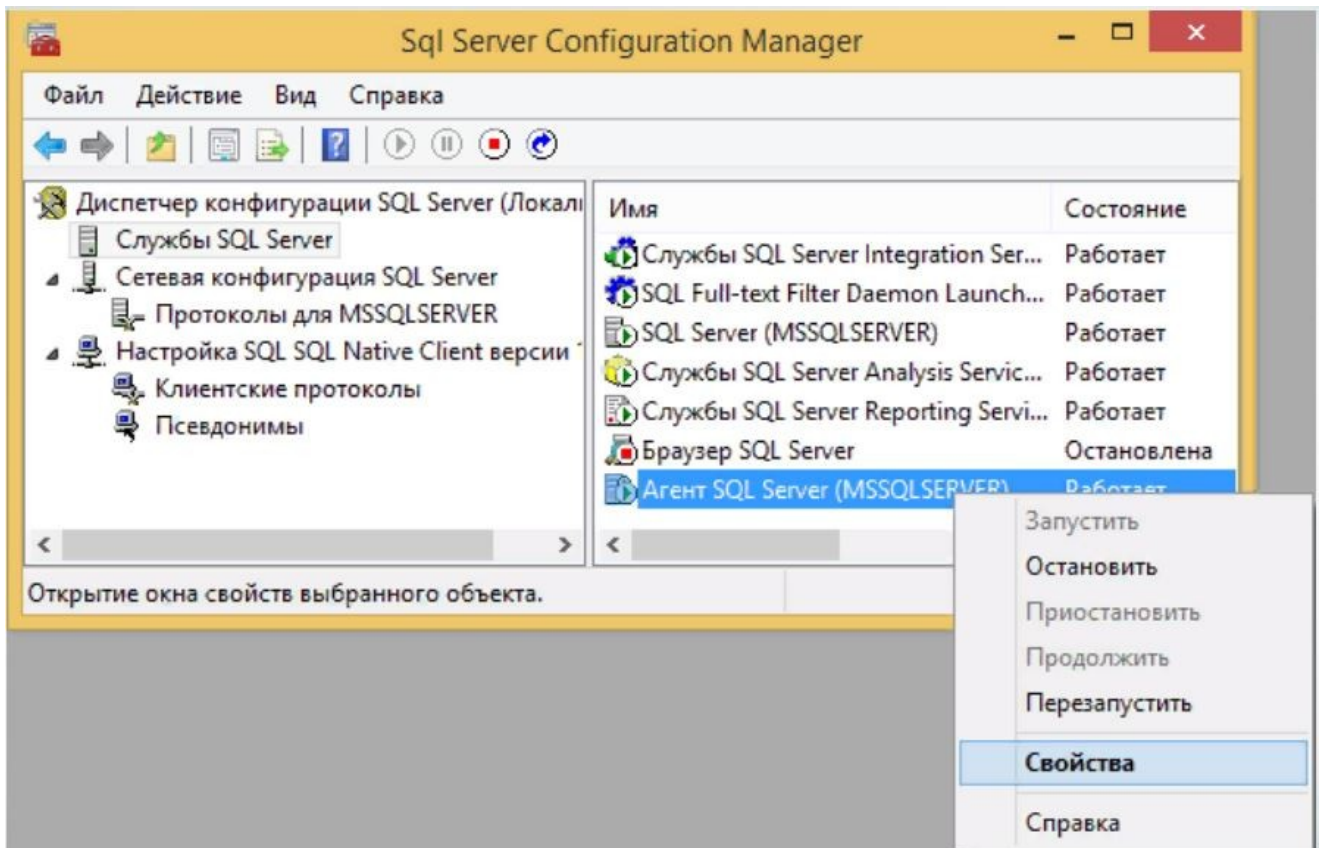 Sql Server Configuration Manager
Файл Действие Вид Справка
Диспетчер конфигурации SQL Server (Локал
Службы SQL Server
Сетевая конфигурация SQL Server
Протоколы для MSSQLSERVER
Настройка SQL SQL Native Client версии
Клиентские протоколы
Псевдонимы
Имя Состояние
Службы SQL Server Integration Ser... Работает
SQL Full-text Filter Daemon Launch... Работает
SQL Server (MSSQLSERVER) Работает
Службы SQL Server Analysis Servic... Работает
Службы SQL Server Reporting Servi... Работает
Браузер SQL Server Остановлена
Агент SQL Server (MSSQLSERVER) Работает
Открытие окна свойств выбранного объекта.
Запустить
Остановить
Приостановить
Продолжить
Перезапустить
Свойства
Справка